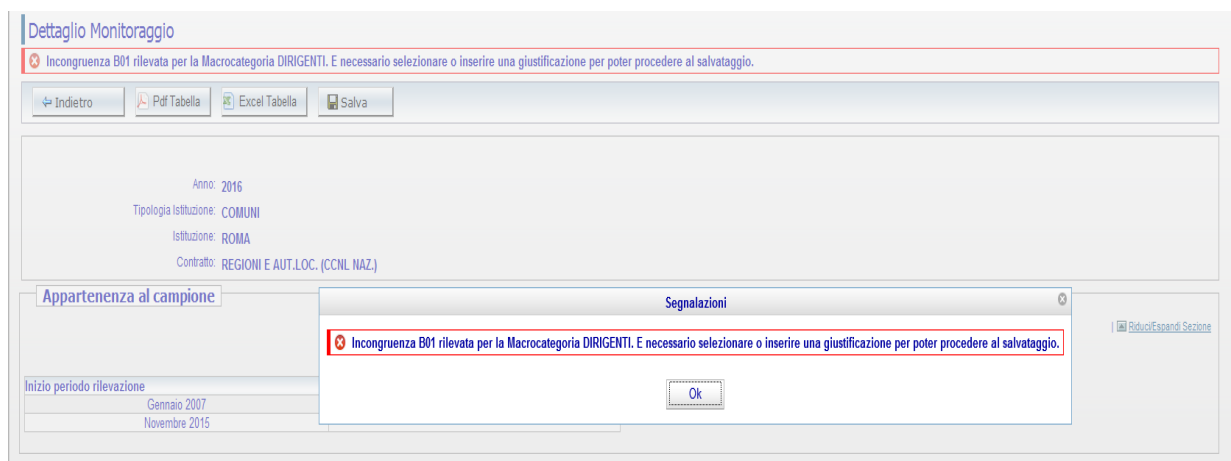 Dettaglio Monitoraggio
Incongruenza B01 rilevata per la Macrocategoria DIRIGENTI. E necessario selezionare o inserire una giustificazione per poter procedere al salvataggio.
Indietro Pdf Tabella Excel Tabella Salva
Anno: 2016
Tipologia Istituzione: COMUNI
Istituzione: ROMA
Contratto: REGIONI E AUT.LOC. (CCNL NAZ.)
Appartenenza al campione
Segnalazioni
| Riduci/Espandi Sezione
Incongruenza B01 rilevata per la Macrocategoria DIRIGENTI. E necessario selezionare o inserire una giustificazione per poter procedere al salvataggio.
Ok
Inizio periodo rilevazione
Gennaio 2007
Novembre 2015